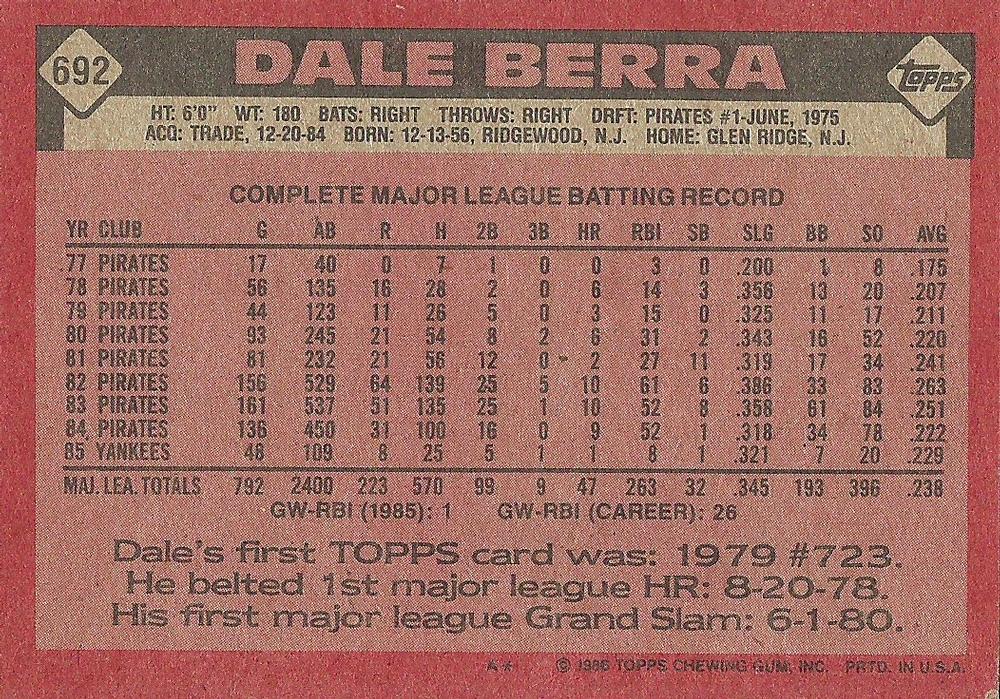 692 DALE BERRA TOPPS
HT: 6'0" WT: 180 BATS: RIGHT THROWS: RIGHT DRFT: PIRATES #1-JUNE, 1975
ACQ: TRADE, 12-20-84 BORN: 12-13-56, RIDGEWOOD, N.J. HOME: GLEN RIDGE, N.J.
COMPLETE MAJOR LEAGUE BATTING RECORD
YR CLUB G AB R H 2B 3B HR RBI SB SLG BB SO AVG
77 PIRATES 17 40 0 7 1 0 0 3 0 .200 1 8 .175
78 PIRATES 56 135 16 28 2 0 6 14 3 .356 13 20 .207
79 PIRATES 44 123 11 26 5 0 3 15 0 .325 11 17 .211
80 PIRATES 93 245 21 54 8 2 6 31 2 .343 16 52 .220
81 PIRATES 81 232 21 56 12 0 2 27 11 .319 17 34 .241
82 PIRATES 156 529 64 139 25 5 10 61 6 .386 33 83 .263
83 PIRATES 161 537 51 135 25 1 10 52 8 .358 61 84 .251
84 PIRATES 136 450 31 100 16 0 9 52 1 .318 34 78 .222
85 YANKEES 48 109 8 25 5 1 1 8 1 .321 7 20 .229
MAJ. LEA. TOTALS 792 2400 223 570 99 9 47 263 32 .345 193 396 .238
GW-RBI (1985): 1 GW-RBI (CAREER): 26
Dale's first TOPPS card was: 1979 #723.
He belted 1st major league HR: 8-20-78.
His first major league Grand Slam: 6-1-80.
A* © 1986 TOPPS CHEWING GUM, INC. PRTD. IN U.S.A.